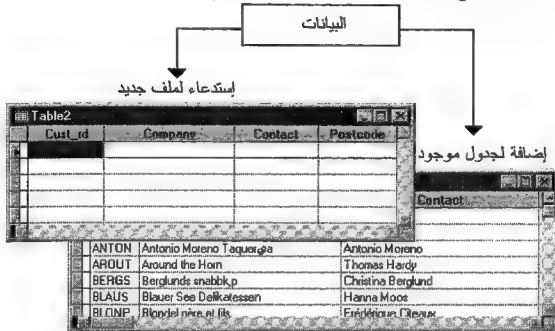 البيانات
إستدعاء لملف جديد
Table2
Cust_id Company Contact Postcode
إضافة لجدول موجود
Contact
ANTON Antonio Moreno Taquería Antonio Moreno
AROUT Around the Horn Thomas Hardy
BERGS Berglunds snabbk,p Christina Berglund
BLAUS Blauer See Delikatessen Hanna Moos
BLONP Blondel père et fils Frédérique Citeaux